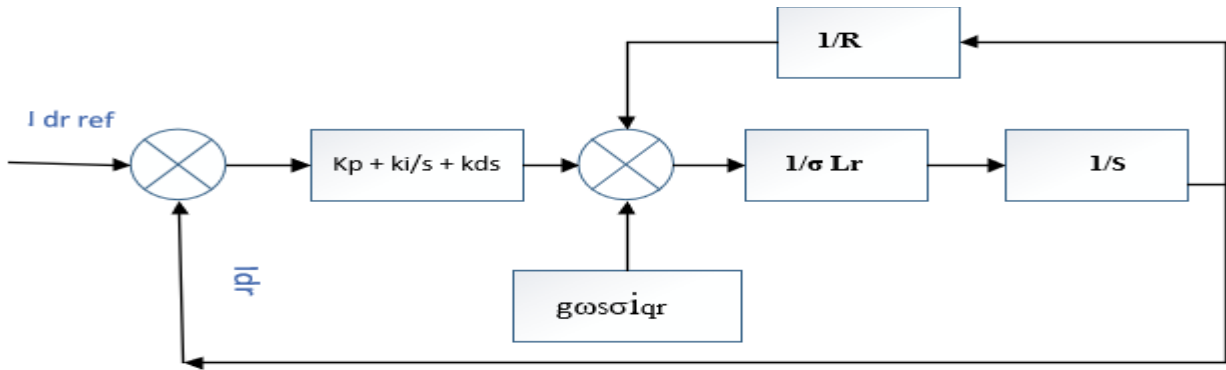 1/R
I dr ref
Kp + ki/s + kds
1/σ Lr
1/S
Idr
gωsσiqr